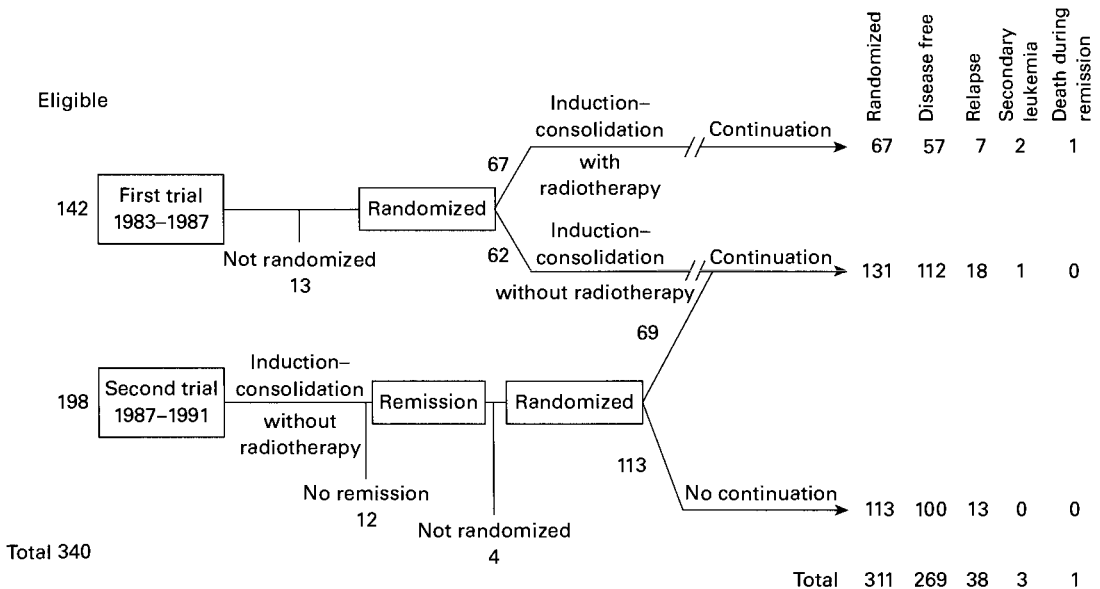 Eligible
142
First trial
1983–1987
Not randomized
13
Randomized
67
Induction–
consolidation
with
radiotherapy
Continuation
62
Induction–
consolidation
without radiotherapy
Continuation
198
Second trial
1987–1991
Induction–
consolidation
without
radiotherapy
No remission
12
Remission
Not randomized
4
Randomized
69
113
No continuation
Total 340
Randomized
Disease free
Relapse
Secondary
leukemia
Death during
remission
67 57 7 2 1
131 112 18 1 0
113 100 13 0 0
Total 311 269 38 3 1